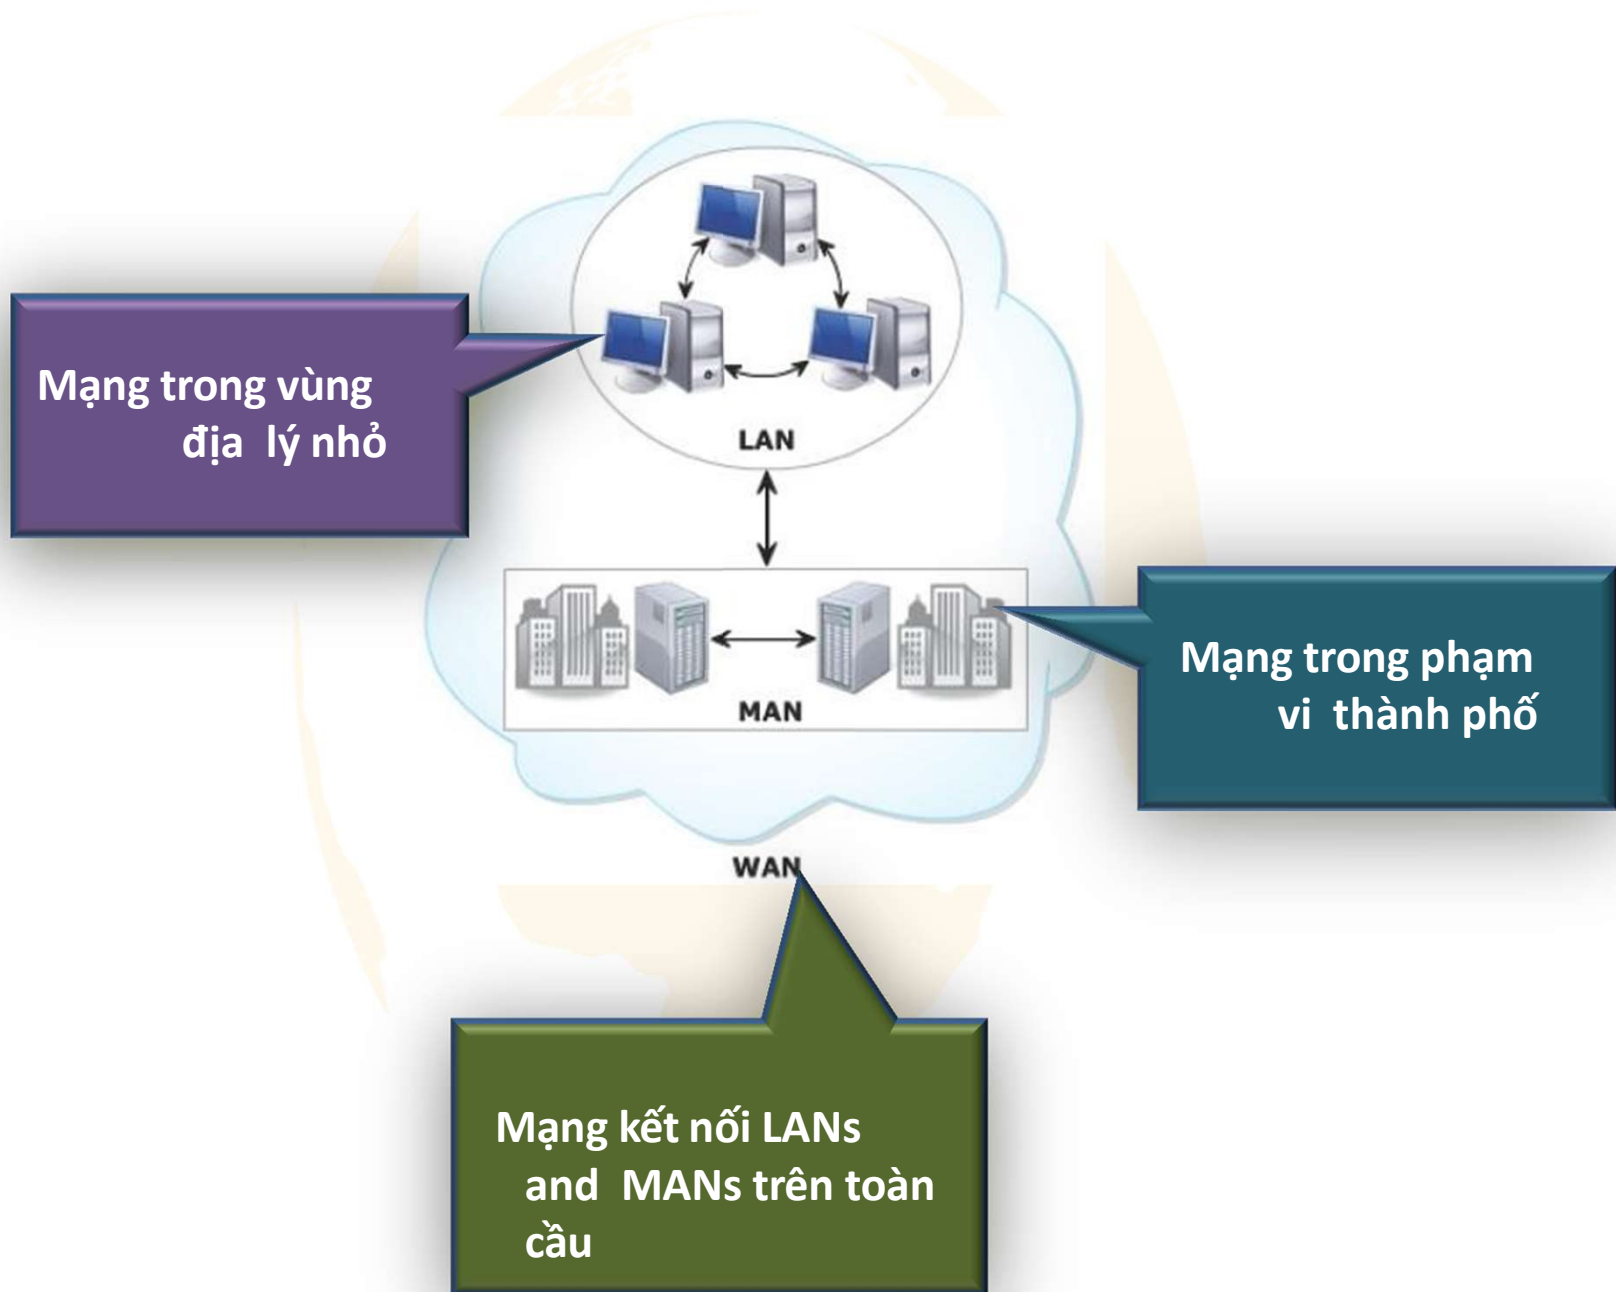 Mạng trong vùng
địa lý nhỏ
LAN
MAN
Mạng trong phạm
vi thành phố
WAN
Mạng kết nối LANs
and MANs trên toàn
cầu